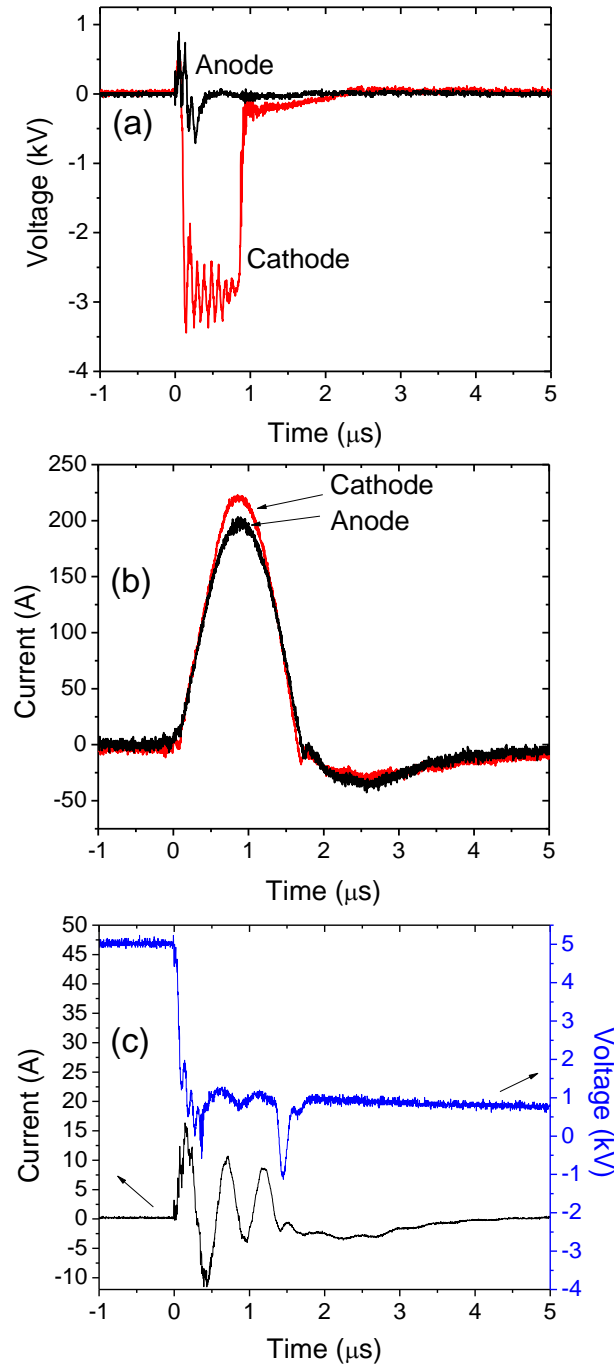 1
0
-1
-2
-3
-4
Voltage (kV)
Anode
(a)
Cathode
-1 0 1 2 3 4 5
Time (μs)
250
200
150
100
50
0
-50
Current (A)
Cathode
Anode
(b)
-1 0 1 2 3 4 5
Time (μs)
50
45
40
35
30
25
20
15
10
5
0
-5
-10
Current (A)
(c)
5
4
3
2
1
0
-1
-2
-3
-4
Voltage (kV)
-1 0 1 2 3 4 5
Time (μs)